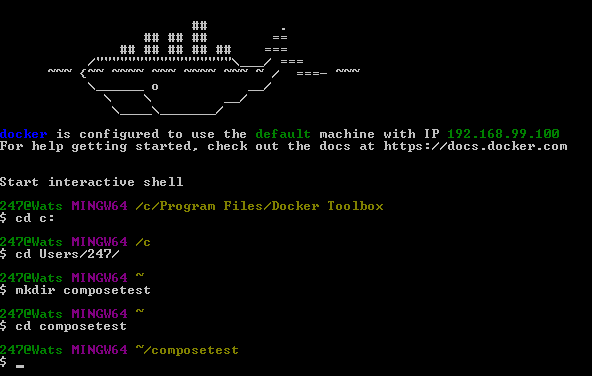 ##         .
                  ## ## ##        ==
               ## ## ## ## ##    ===
           /"""""""""""""""""\___/ ===
      ~~~ {~~ ~~~~ ~~~ ~~~~ ~~~ ~ /  ===- ~~~
           \______ o           __/
             \    \         __/
              \____\_______/
docker is configured to use the default machine with IP 192.168.99.100
For help getting started, check out the docs at https://docs.docker.com
Start interactive shell
247@Wats MINGW64 /c/Program Files/Docker Toolbox
$ cd c:
247@Wats MINGW64 /c
$ cd Users/247/
247@Wats MINGW64 ~
$ mkdir composetest
247@Wats MINGW64 ~
$ cd composetest
247@Wats MINGW64 ~/composetest
$ _